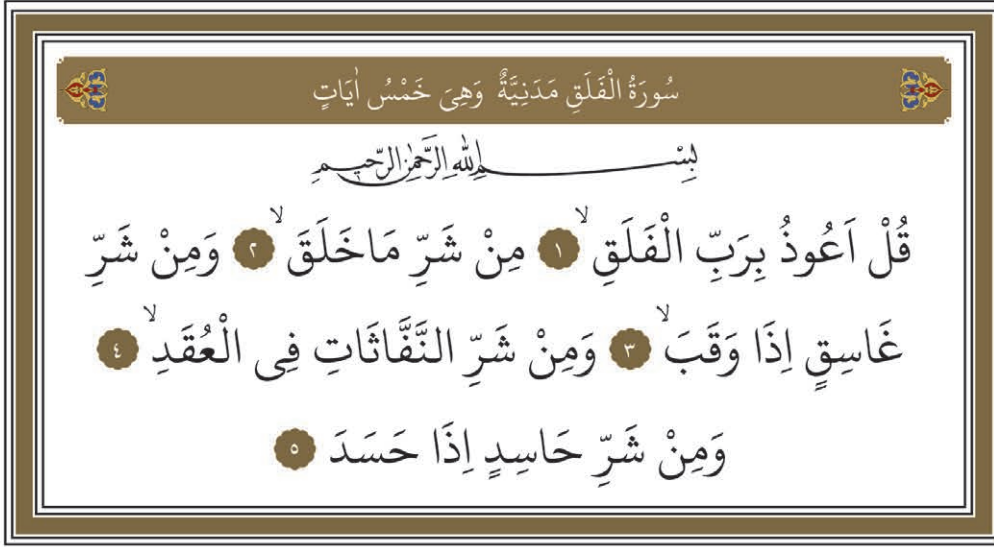 سُورَةُ الْفَلَقِ مَدَنِيَّةٌ وَهِىَ خَمْسُ اٰيَاتٍ
بِسْمِ اللّٰهِ الرَّحْمٰنِ الرَّحِيمِ
قُلْ اَعُوذُ بِرَبِّ الْفَلَقِۙ ١ مِنْ شَرِّ مَاخَلَقَۙ ٢ وَمِنْ شَرِّ
غَاسِقٍ اِذَا وَقَبَۙ ٣ وَمِنْ شَرِّ النَّفَّاثَاتِ فِى الْعُقَدِۙ ٤
وَمِنْ شَرِّ حَاسِدٍ اِذَا حَسَدَ ٥